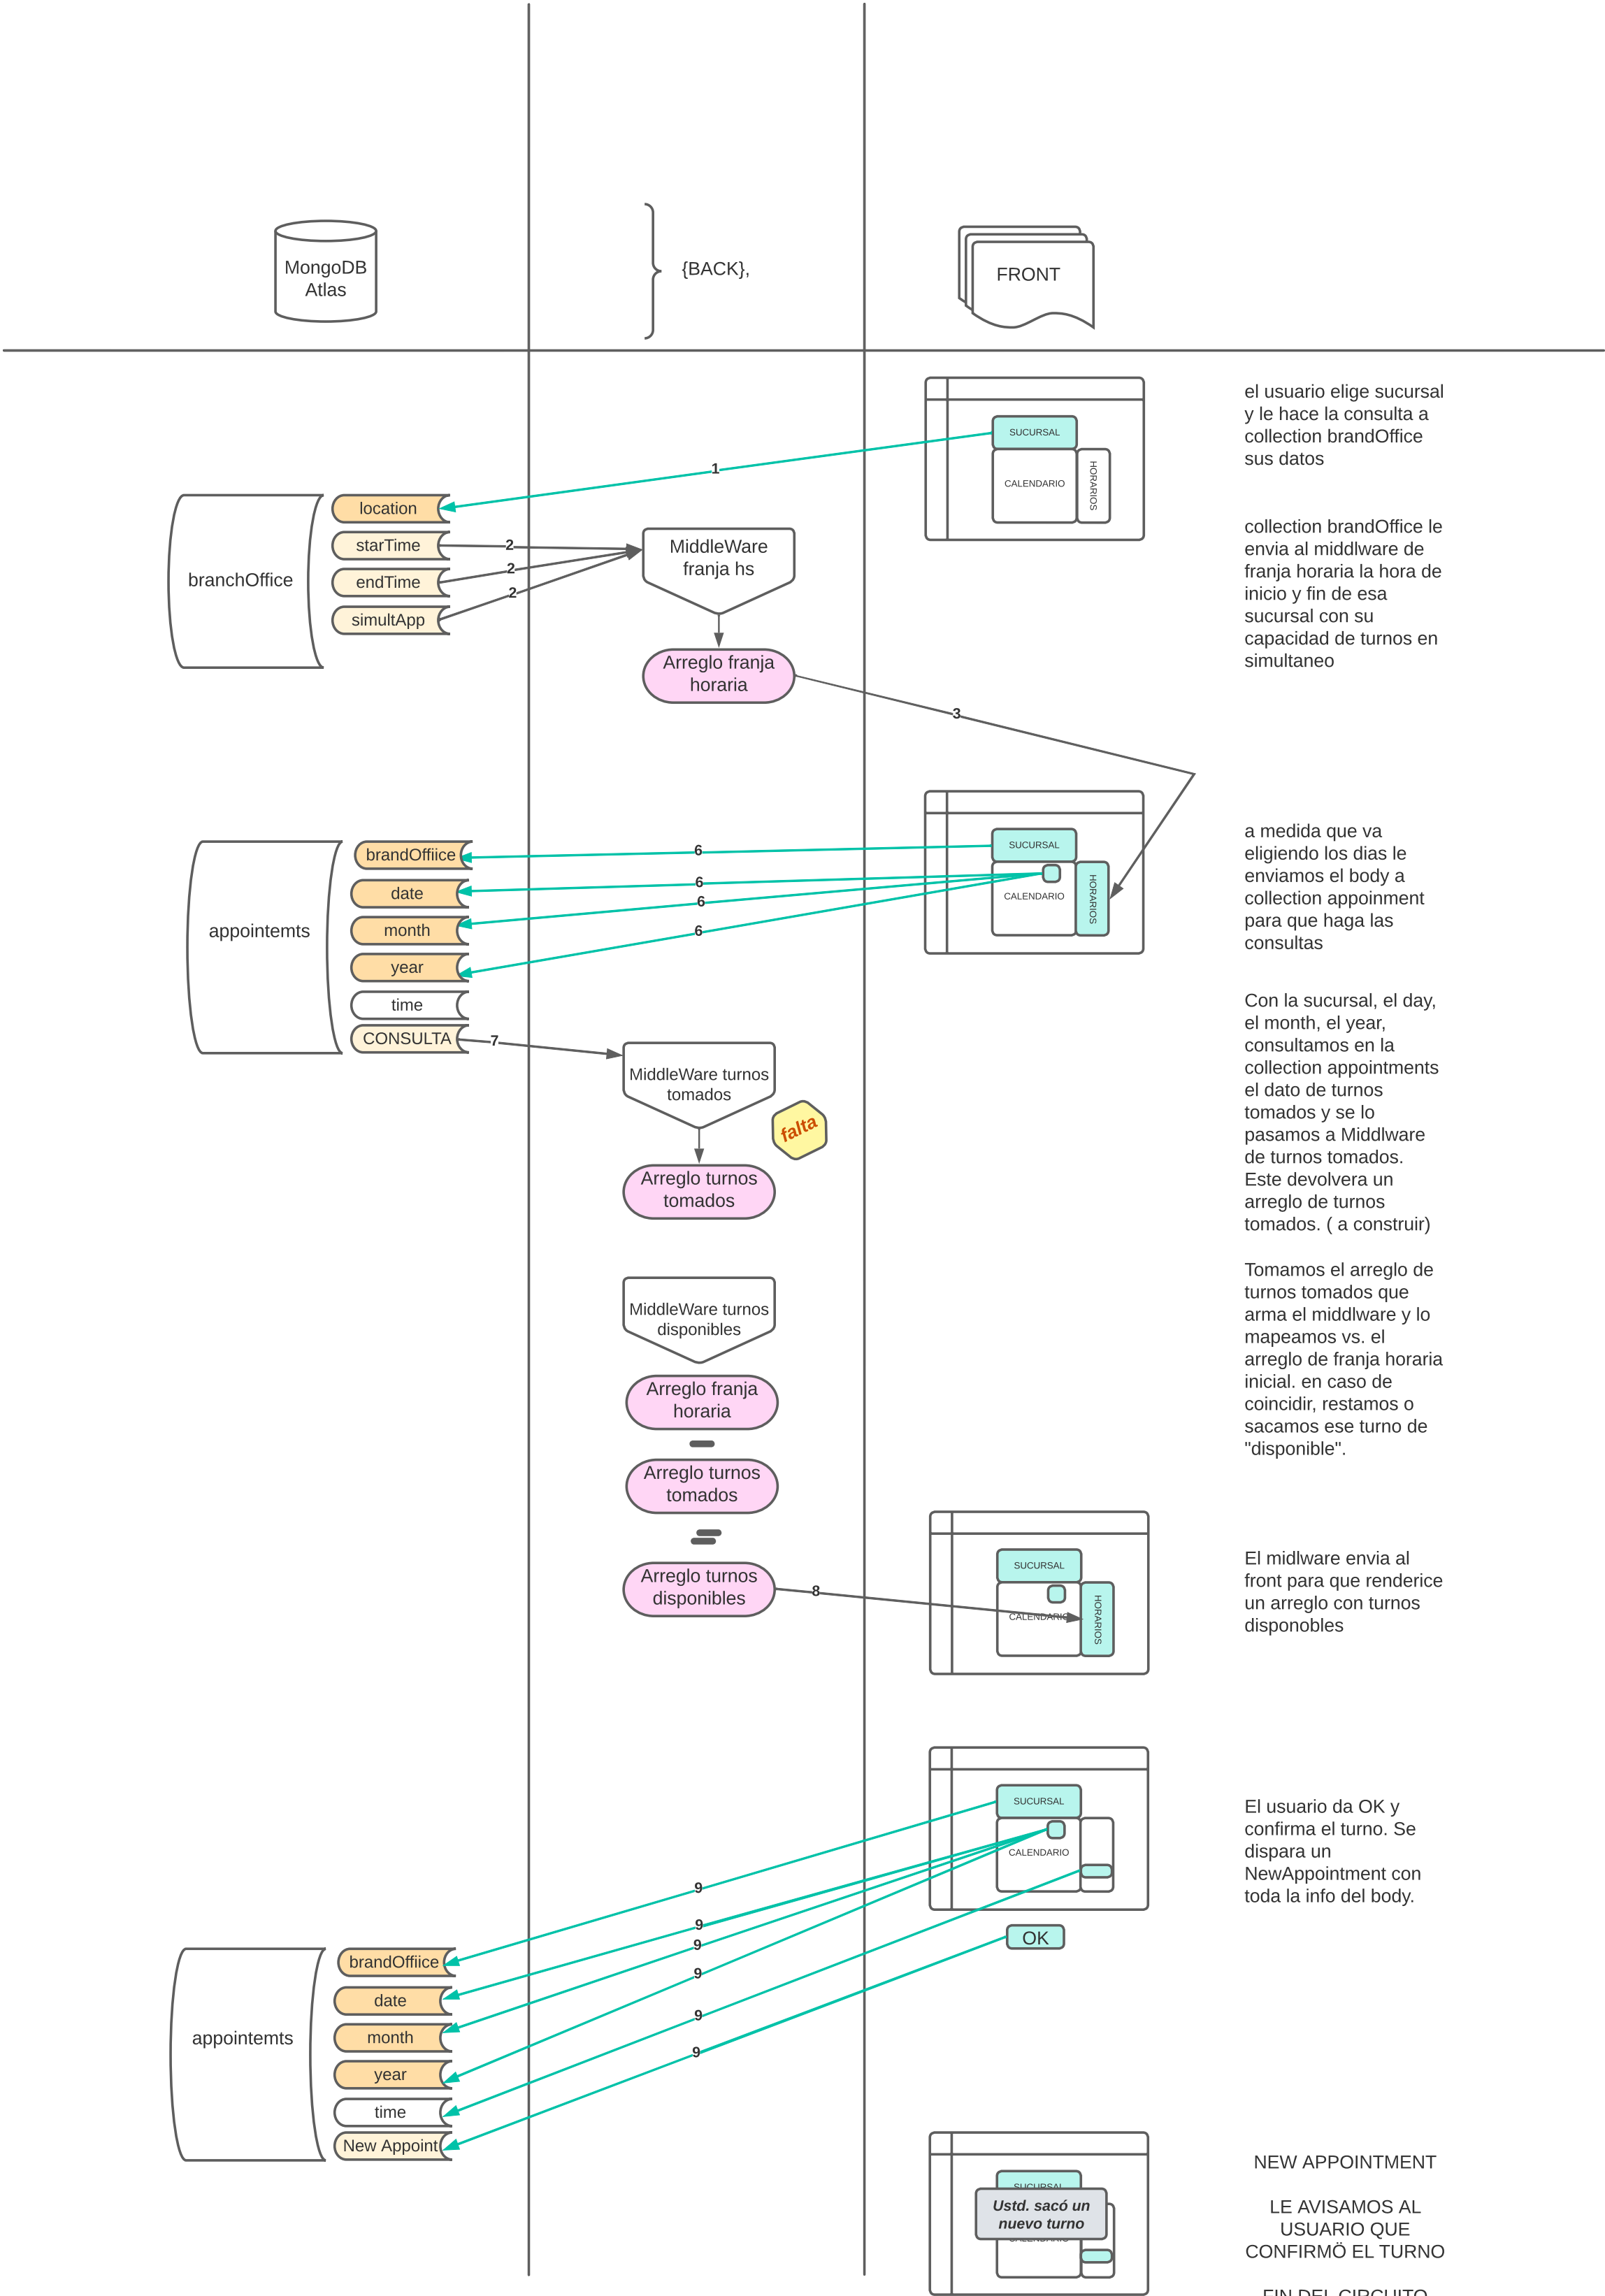 MongoDB
Atlas
{BACK},
FRONT
SUCURSAL
CALENDARIO
HORARIOS
el usuario elige sucursal
y le hace la consulta a
collection brandOffice
sus datos
1
branchOffice
location
starTime
endTime
simultApp
2
2
2
MiddleWare
franja hs
Arreglo franja
horaria
collection brandOffice le
envia al middlware de
franja horaria la hora de
inicio y fin de esa
sucursal con su
capacidad de turnos en
simultaneo
3
SUCURSAL
CALENDARIO
HORARIOS
a medida que va
eligiendo los dias le
enviamos el body a
collection appoinment
para que haga las
consultas
6
6
6
6
appointemts
brandOffiice
date
month
year
time
CONSULTA
7
MiddleWare turnos
tomados
falta
Arreglo turnos
tomados
Con la sucursal, el day,
el month, el year,
consultamos en la
collection appointments
el dato de turnos
tomados y se lo
pasamos a Middlware
de turnos tomados.
Este devolvera un
arreglo de turnos
tomados. ( a construir)
MiddleWare turnos
disponibles
Arreglo franja
horaria
Arreglo turnos
tomados
Arreglo turnos
disponibles
Tomamos el arreglo de
turnos tomados que
arma el middlware y lo
mapeamos vs. el
arreglo de franja horaria
inicial. en caso de
coincidir, restamos o
sacamos ese turno de
"disponible".
8
SUCURSAL
CALENDARIO
HORARIOS
El midlware envia al
front para que renderice
un arreglo con turnos
disponobles
SUCURSAL
CALENDARIO
OK
El usuario da OK y
confirma el turno. Se
dispara un
NewAppointment con
toda la info del body.
9
9
9
9
9
9
appointemts
brandOffiice
date
month
year
time
New Appoint
SUCURSAL
Ustd. sacó un
nuevo turno
CALENDARIO
NEW APPOINTMENT
LE AVISAMOS AL
USUARIO QUE
CONFIRMÖ EL TURNO
FIN DEL CIRCUITO